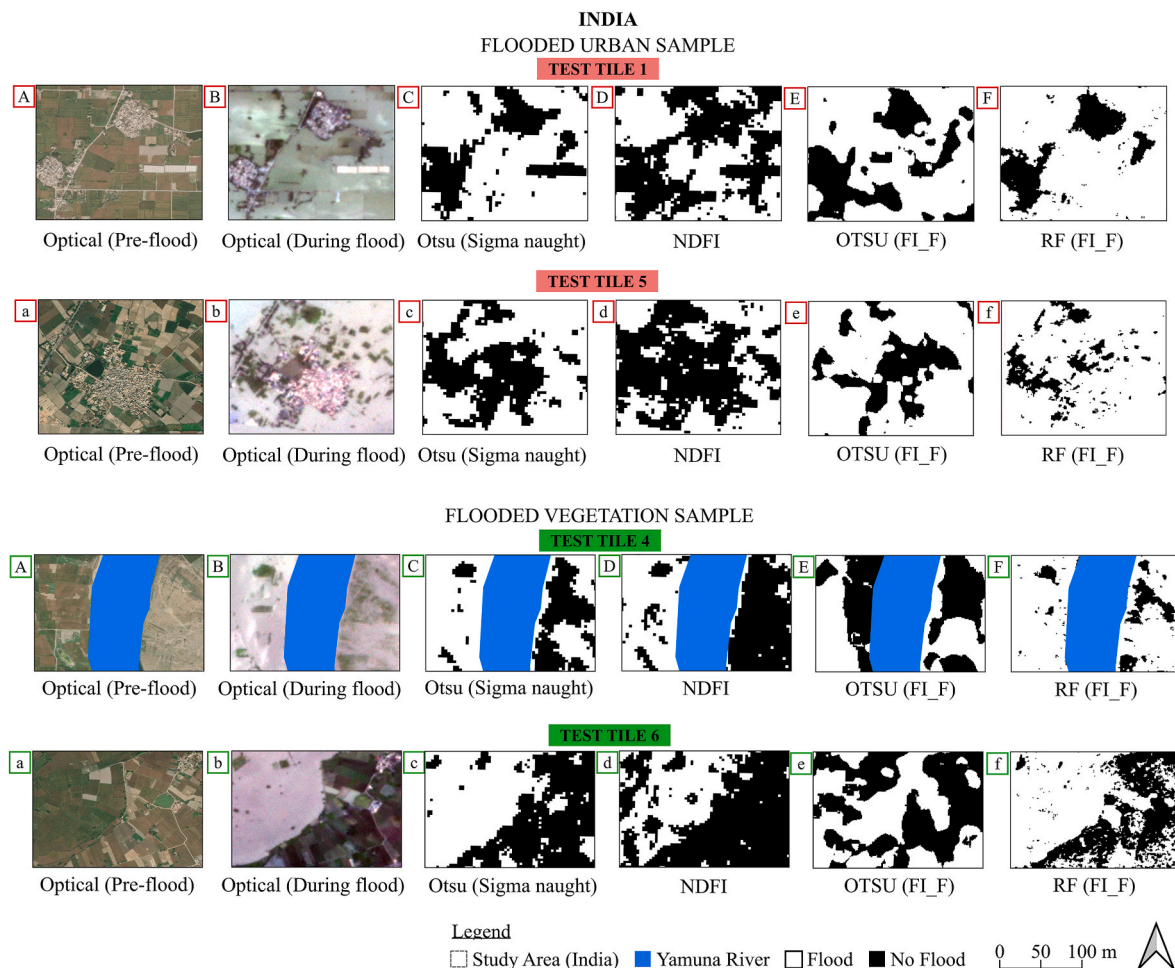 INDIA
FLOODED URBAN SAMPLE
TEST TILE 1
A B C D E F
Optical (Pre-flood) Optical (During flood) Otsu (Sigma naught) NDFI OTSU (FI_F) RF (FI_F)
TEST TILE 5
a b c d e f
Optical (Pre-flood) Optical (During flood) Otsu (Sigma naught) NDFI OTSU (FI_F) RF (FI_F)
FLOODED VEGETATION SAMPLE
TEST TILE 4
A B C D E F
Optical (Pre-flood) Optical (During flood) Otsu (Sigma naught) NDFI OTSU (FI_F) RF (FI_F)
TEST TILE 6
a b c d e f
Optical (Pre-flood) Optical (During flood) Otsu (Sigma naught) NDFI OTSU (FI_F) RF (FI_F)
Legend
Study Area (India) Yamuna River Flood No Flood 0 50 100 m